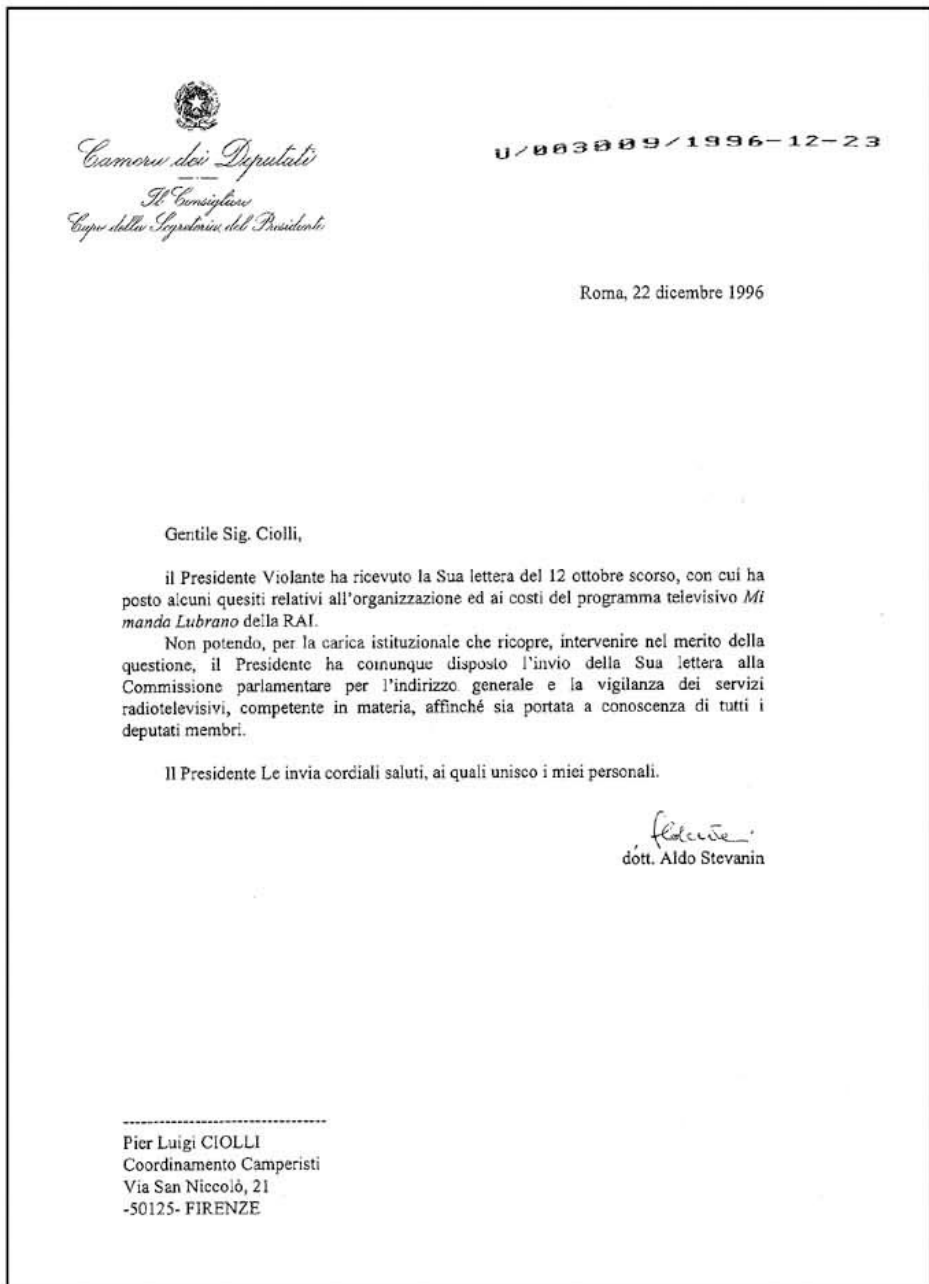 Camera dei Deputati
Il Consigliere
Capo della Segreteria del Presidente
U/003009/1996-12-23
Roma, 22 dicembre 1996
Gentile Sig. Ciolli,
il Presidente Violante ha ricevuto la Sua lettera del 12 ottobre scorso, con cui ha
posto alcuni quesiti relativi all'organizzazione ed ai costi del programma televisivo Mi
manda Lubrano della RAI.
Non potendo, per la carica istituzionale che ricopre, intervenire nel merito della
questione, il Presidente ha comunque disposto l'invio della Sua lettera alla
Commissione parlamentare per l'indirizzo generale e la vigilanza dei servizi
radiotelevisivi, competente in materia, affinché sia portata a conoscenza di tutti i
deputati membri.
Il Presidente Le invia cordiali saluti, ai quali unisco i miei personali.
dott. Aldo Stevanin
---------------------------------
Pier Luigi CIOLLI
Coordinamento Camperisti
Via San Niccolò, 21
-50125- FIRENZE